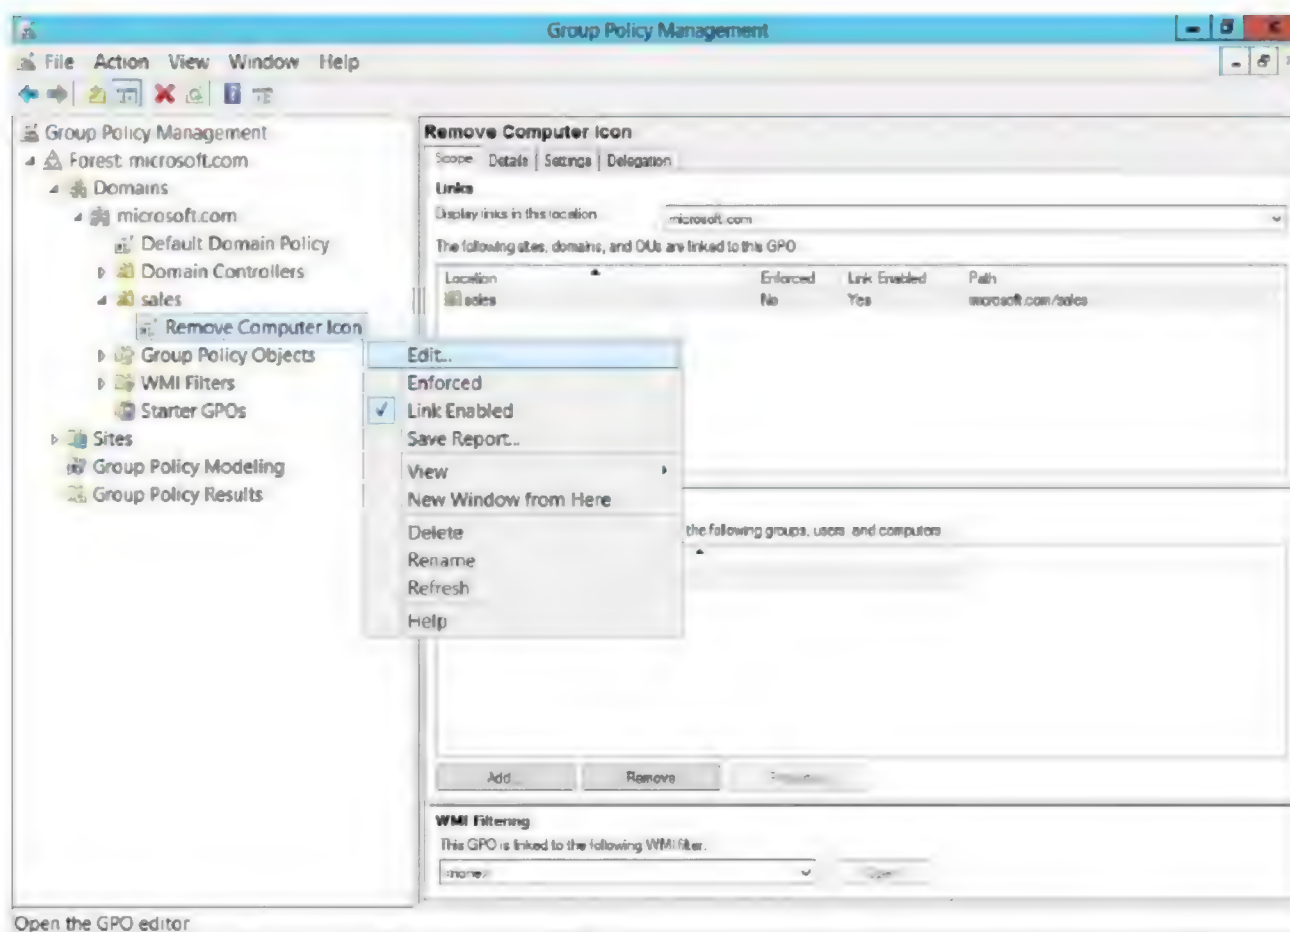 Group Policy Management
File Action View Window Help
Group Policy Management
Forest: microsoft.com
Domains
microsoft.com
Default Domain Policy
Domain Controllers
sales
Remove Computer Icon
Group Policy Objects
WMI Filters
Starter GPOs
Sites
Group Policy Modeling
Group Policy Results
Edit...
Enforced
Link Enabled
Save Report...
View
New Window from Here
Delete
Rename
Refresh
Help
Remove Computer Icon
Scope Details Settings Delegation
Links
Display links in this location
microsoft.com
The following sites, domains, and OUs are linked to this GPO
Location Enforced Link Enabled Path
sales No Yes microsoft.com/sales
the following groups, users and computers
Add... Remove
WMI Filtering
This GPO is linked to the following WMI filter.
<none> Open
Open the GPO editor